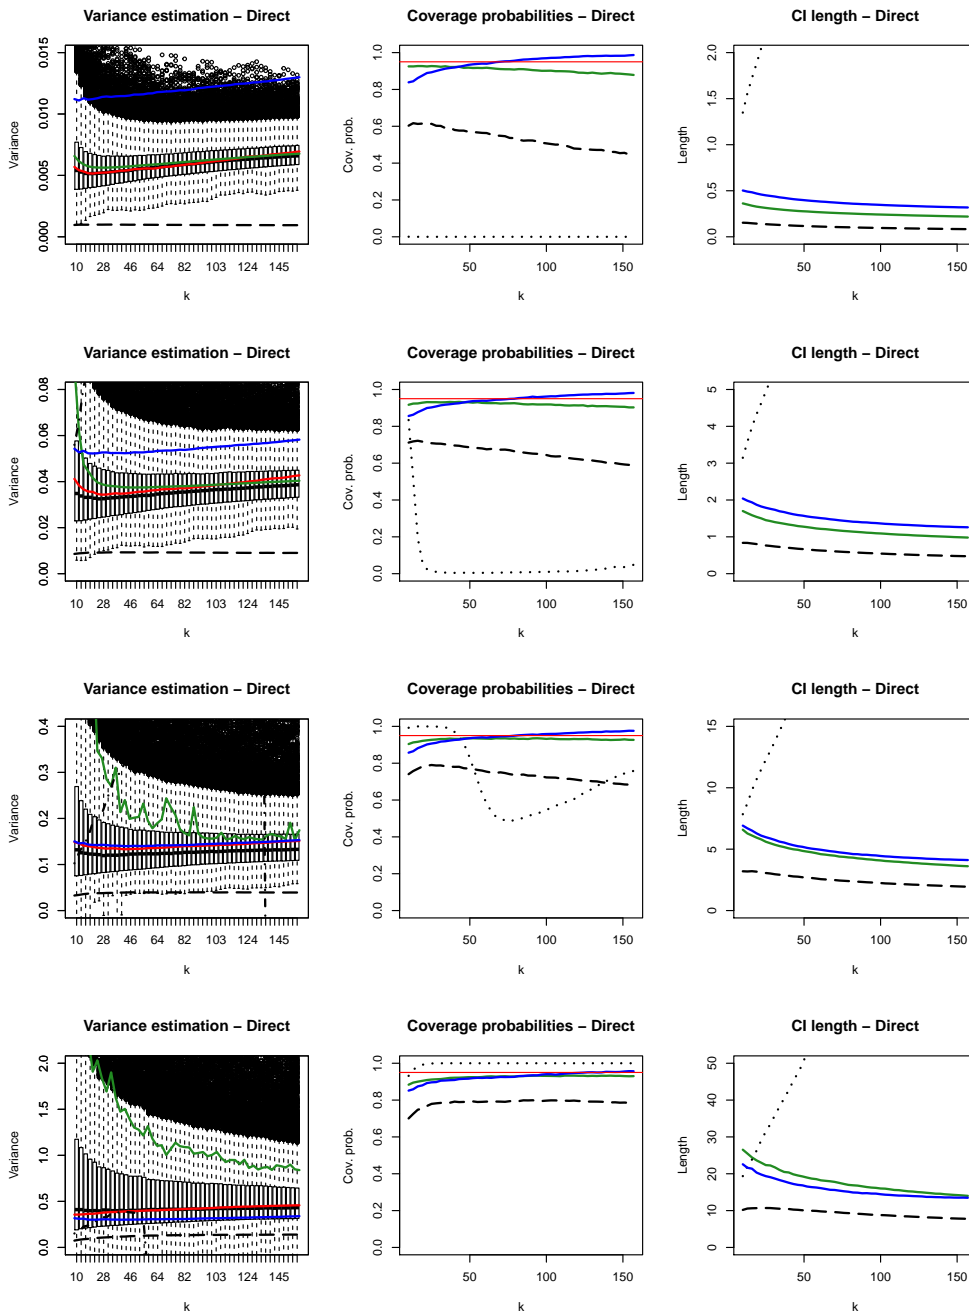 Variance estimation – Direct
Coverage probabilities – Direct
CI length – Direct
Variance
0.000 0.005 0.010 0.015
10 28 46 64 82 103 124 145
k
Cov. prob.
0.0 0.2 0.4 0.6 0.8 1.0
50 100 150
k
Length
0.0 0.5 1.0 1.5 2.0
50 100 150
k
Variance estimation – Direct
Coverage probabilities – Direct
CI length – Direct
Variance
0.00 0.02 0.04 0.06 0.08
10 28 46 64 82 103 124 145
k
Cov. prob.
0.0 0.2 0.4 0.6 0.8 1.0
50 100 150
k
Length
0 1 2 3 4 5
50 100 150
k
Variance estimation – Direct
Coverage probabilities – Direct
CI length – Direct
Variance
0.0 0.1 0.2 0.3 0.4
10 28 46 64 82 103 124 145
k
Cov. prob.
0.0 0.2 0.4 0.6 0.8 1.0
50 100 150
k
Length
0 5 10 15
50 100 150
k
Variance estimation – Direct
Coverage probabilities – Direct
CI length – Direct
Variance
0.0 0.5 1.0 1.5 2.0
10 28 46 64 82 103 124 145
k
Cov. prob.
0.0 0.2 0.4 0.6 0.8 1.0
50 100 150
k
Length
0 10 20 30 40 50
50 100 150
k